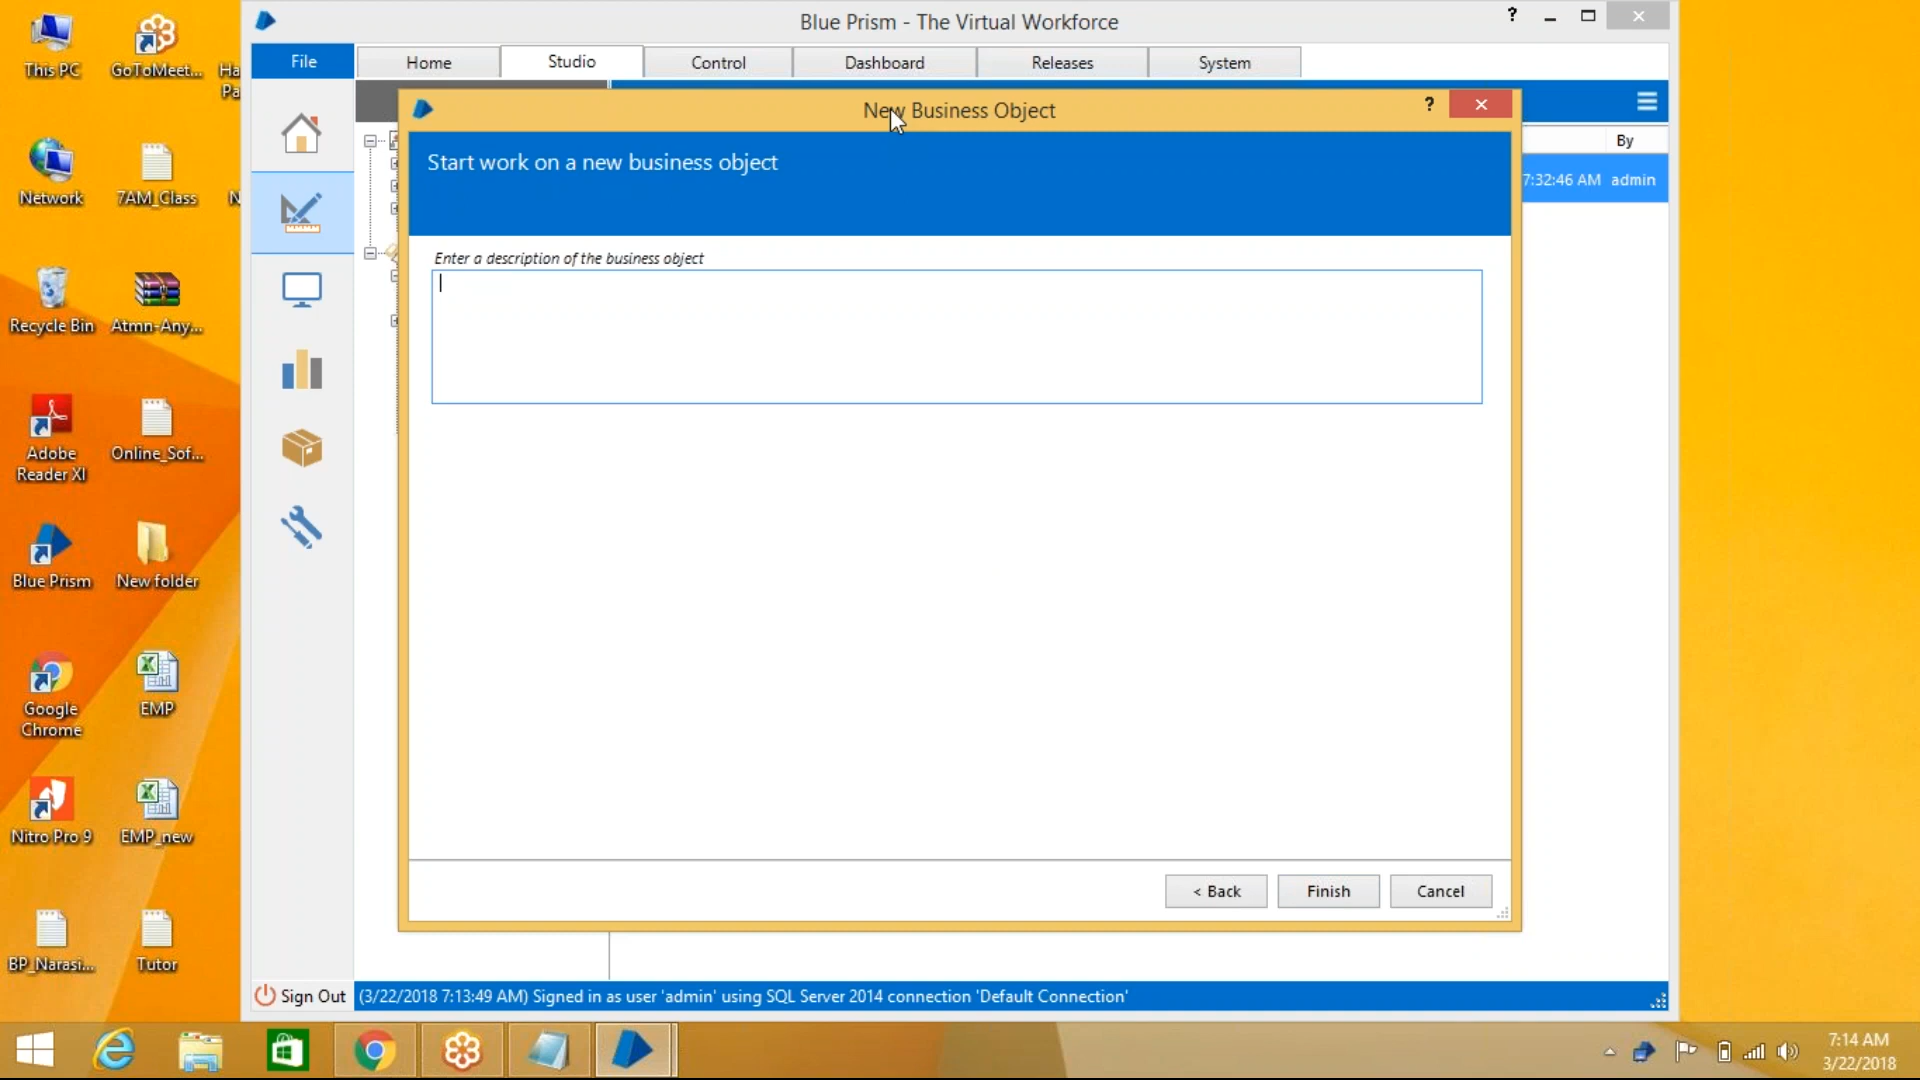 Blue Prism - The Virtual Workforce
?
File
Home
Studio
Control
Dashboard
Releases
System
New Business Object
?
Start work on a new business object
Enter a description of the business object
By
7:32:46 AM admin
< Back
Finish
Cancel
Sign Out
(3/22/2018 7:13:49 AM) Signed in as user 'admin' using SQL Server 2014 connection 'Default Connection'
This PC
GoToMeet...
Ha
Pa
Network
7AM_Class
N
Recycle Bin
Atmn-Any...
Adobe
Reader XI
Online_Sof...
Blue Prism
New folder
Google
Chrome
EMP
Nitro Pro 9
EMP_new
BP_Narasi...
Tutor
7:14 AM
3/22/2018